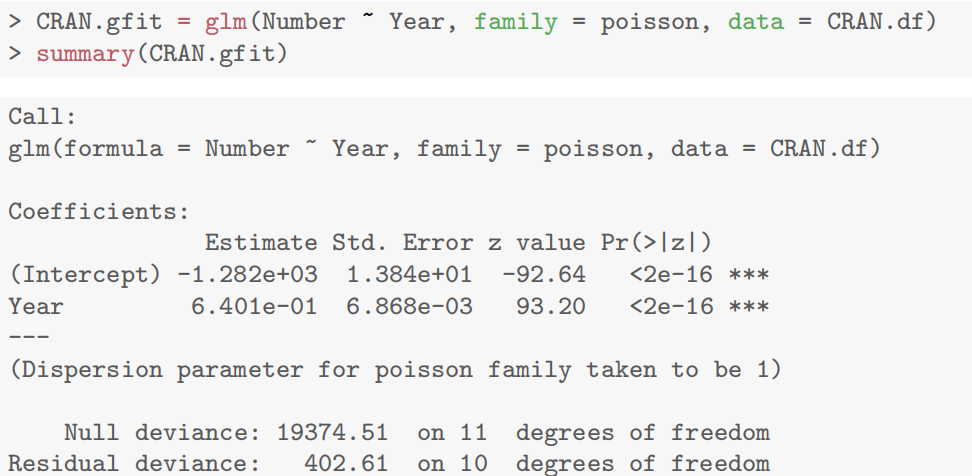 > CRAN.gfit = glm(Number ~ Year, family = poisson, data = CRAN.df)
> summary(CRAN.gfit)
Call:
glm(formula = Number ~ Year, family = poisson, data = CRAN.df)
Coefficients:
Estimate Std. Error z value Pr(>|z|)
(Intercept) -1.282e+03 1.384e+01 -92.64 <2e-16 ***
Year 6.401e-01 6.868e-03 93.20 <2e-16 ***
---
(Dispersion parameter for poisson family taken to be 1)
Null deviance: 19374.51 on 11 degrees of freedom
Residual deviance: 402.61 on 10 degrees of freedom